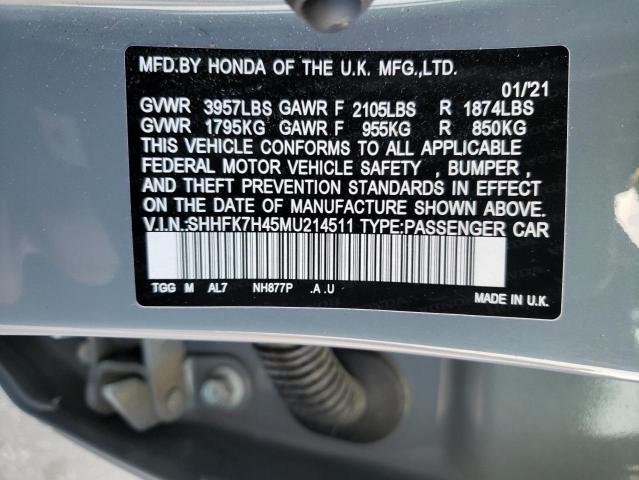 MFD.BY HONDA OF THE U.K. MFG.,LTD.
01/'21
GVWR 3957LBS GAWR F 2105LBS R 1874LBS
GVWR 1795KG GAWR F 955KG R 850KG
THIS VEHICLE CONFORMS TO ALL APPLICABLE
FEDERAL MOTOR VEHICLE SAFETY , BUMPER ,
AND THEFT PREVENTION STANDARDS IN EFFECT
ON THE DATE OF MANUFACTURE SHOWN ABOVE.
V.I.N.:SHHFK7H45MU214511 TYPE:PASSENGER CAR
TGG M AL7 NH877P .A .U
MADE IN U.K.